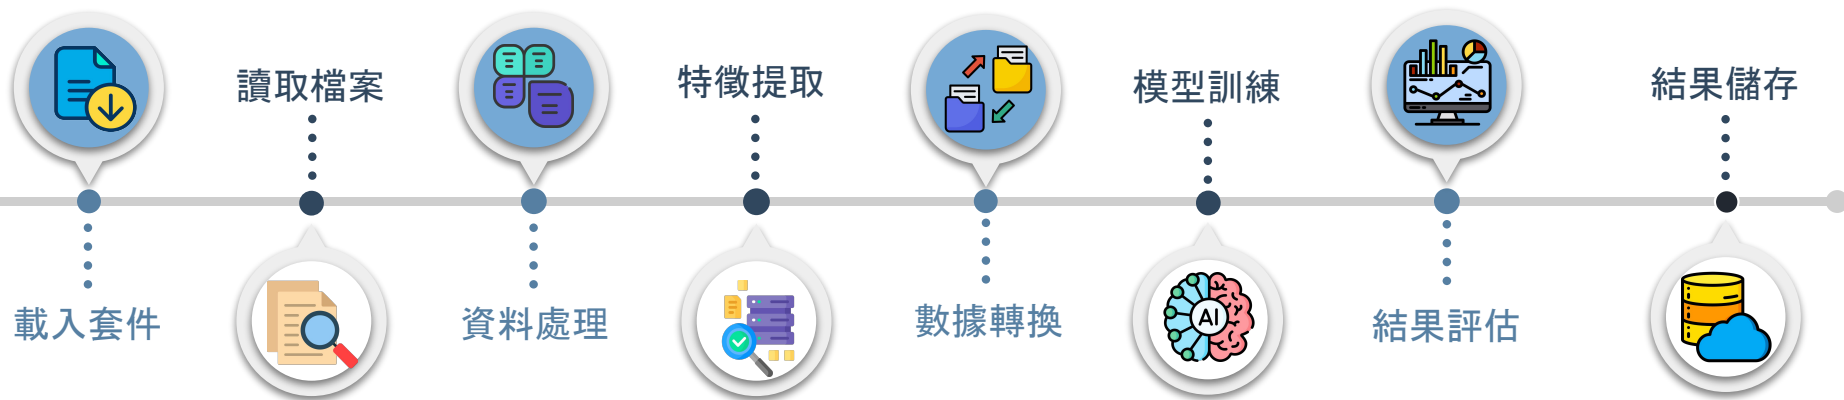 載入套件
讀取檔案
資料處理
特徵提取
數據轉換
模型訓練
AI
結果評估
結果儲存